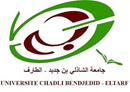 جامعة الشاذلي بن جديد - الطارف
UNIVERSITE CHADLI BENDJEDID - ELTARF